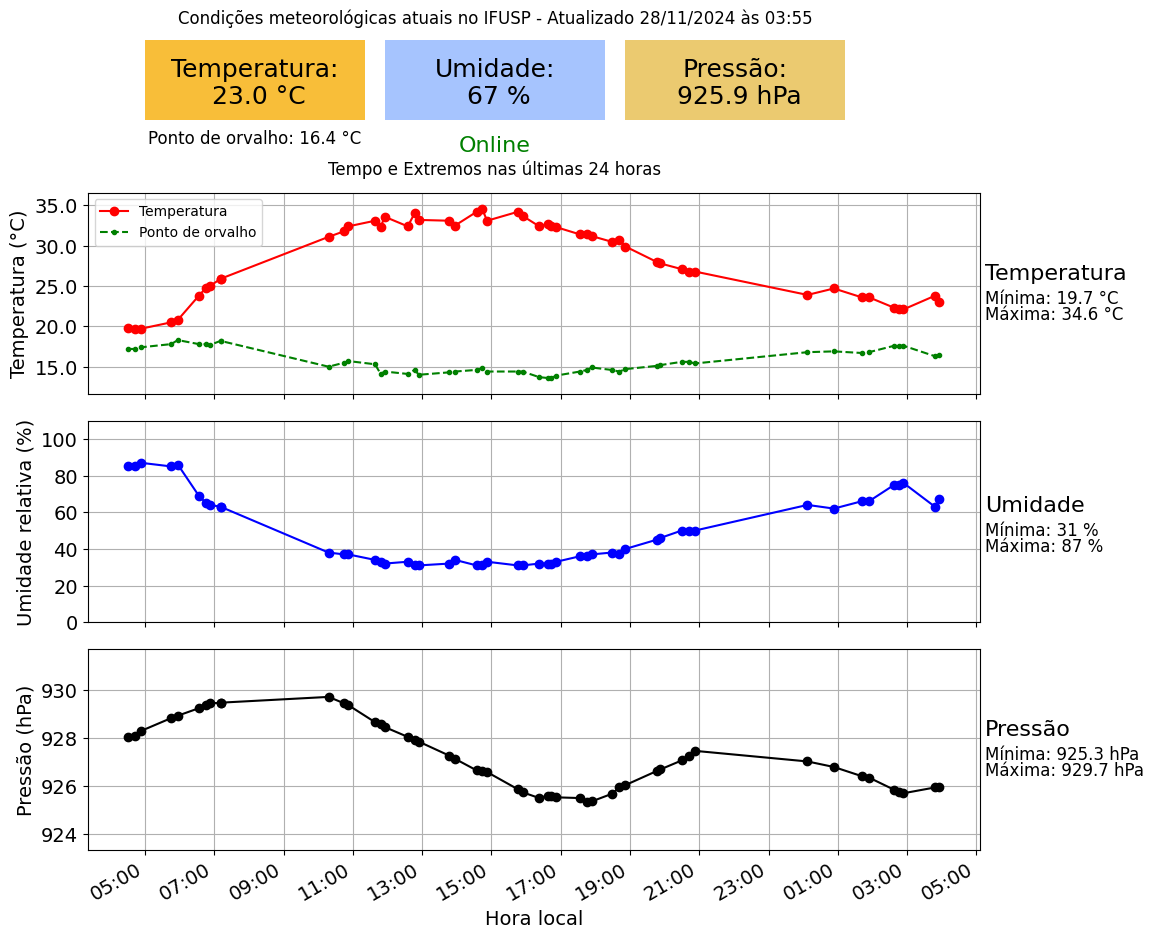 Condições meteorológicas atuais no IFUSP - Atualizado 28/11/2024 às 03:55
Temperatura:
23.0 °C
Umidade:
67 %
Pressão:
925.9 hPa
Ponto de orvalho: 16.4 °C
Online
Tempo e Extremos nas últimas 24 horas
Temperatura (°C)
35.0
30.0
25.0
20.0
15.0
Temperatura
Ponto de orvalho
Temperatura
Mínima: 19.7 °C
Máxima: 34.6 °C
Umidade relativa (%)
100
80
60
40
20
0
Umidade
Mínima: 31 %
Máxima: 87 %
Pressão (hPa)
930
928
926
924
Pressão
Mínima: 925.3 hPa
Máxima: 929.7 hPa
05:00 07:00 09:00 11:00 13:00 15:00 17:00 19:00 21:00 23:00 01:00 03:00 05:00
Hora local